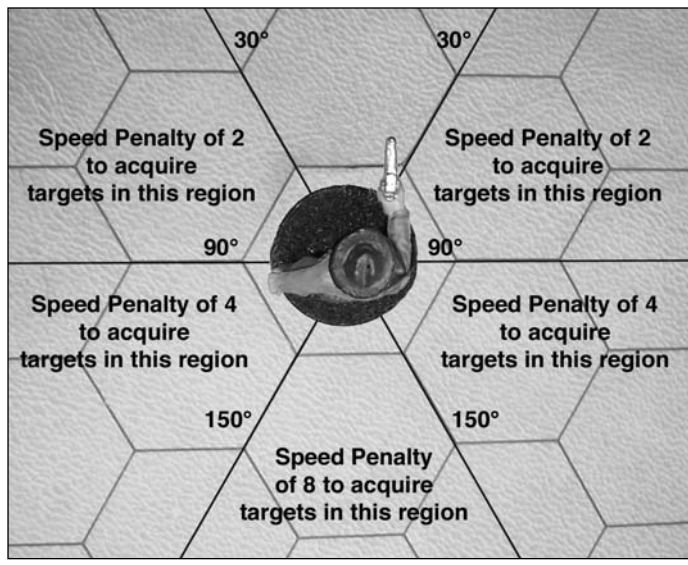 30°
30°
Speed Penalty of 2
to acquire
targets in this region
Speed Penalty of 2
to acquire
targets in this region
90°
90°
Speed Penalty of 4
to acquire
targets in this region
Speed Penalty of 4
to acquire
targets in this region
150°
150°
Speed Penalty
of 8 to acquire
targets in this region